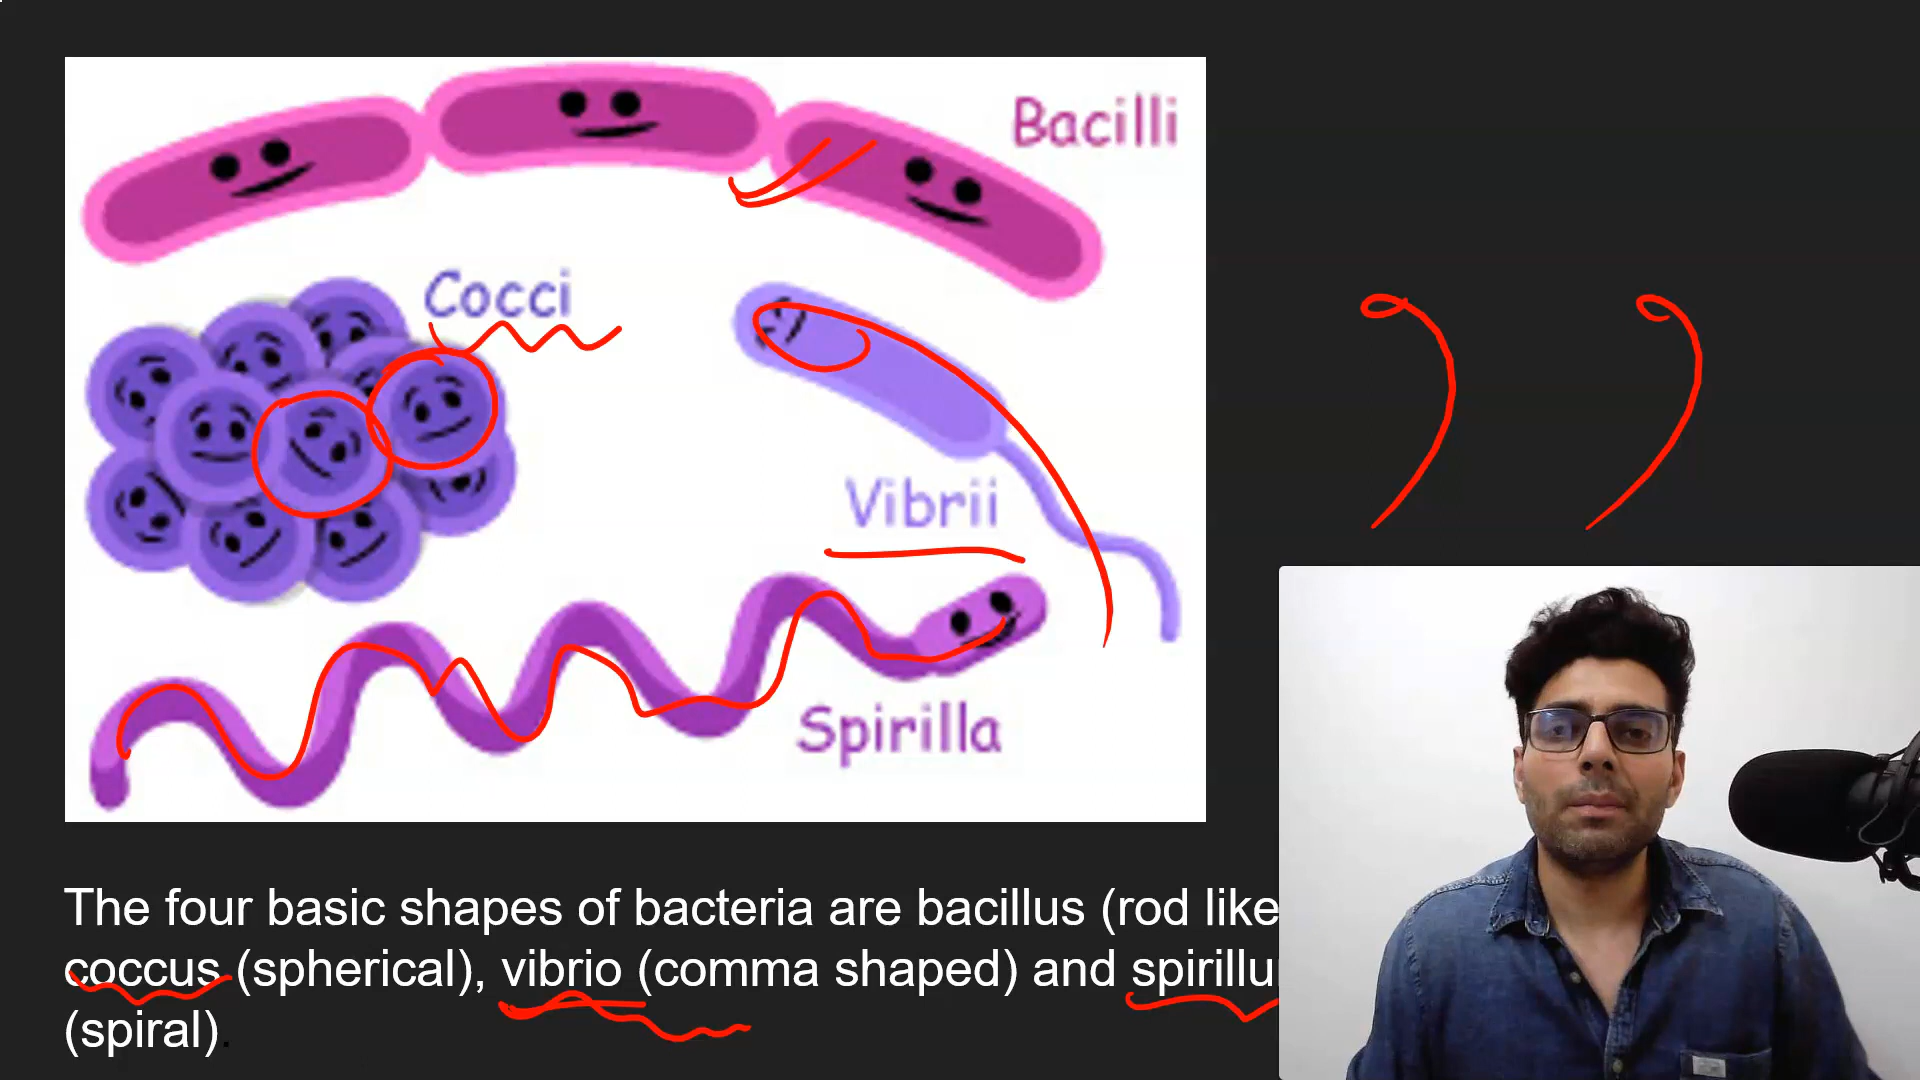 Bacilli
Cocci
Vibrii
Spirilla
The four basic shapes of bacteria are bacillus (rod like
coccus (spherical), vibrio (comma shaped) and
(spiral).